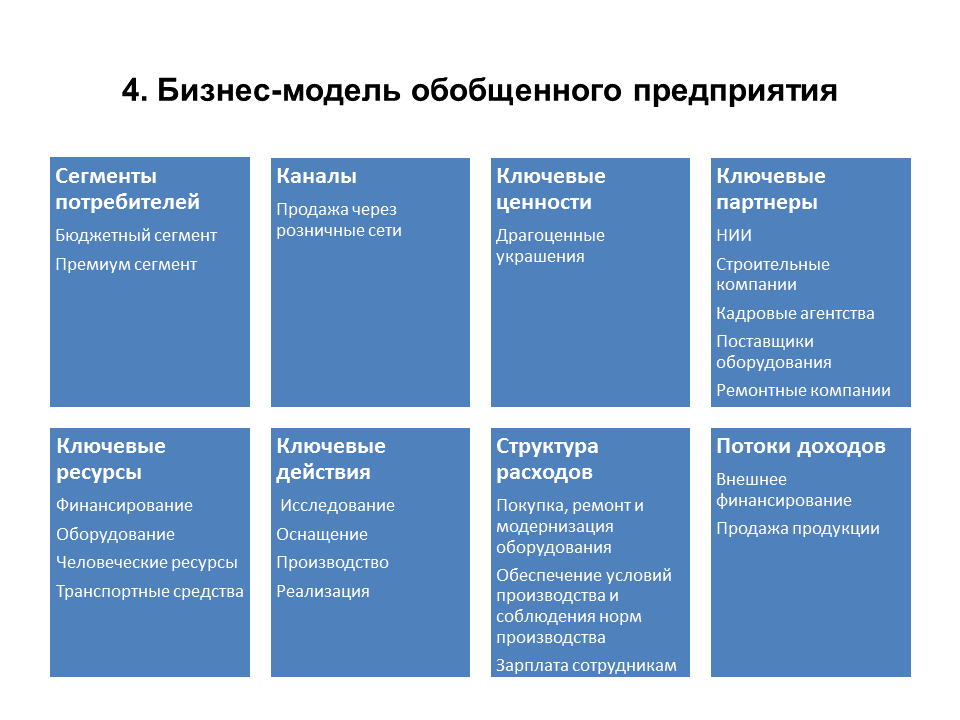 4. Бизнес-модель обобщенного предприятия
Сегменты
потребителей
Бюджетный сегмент
Премиум сегмент
Каналы
Продажа через
розничные сети
Ключевые
ценности
Драгоценные
украшения
Ключевые
партнеры
НИИ
Строительные
компании
Кадровые агентства
Поставщики
оборудования
Ремонтные компании
Ключевые
ресурсы
Финансирование
Оборудование
Человеческие ресурсы
Транспортные средства
Ключевые
действия
Исследование
Оснащение
Производство
Реализация
Структура
расходов
Покупка, ремонт и
модернизация
оборудования
Обеспечение условий
производства и
соблюдения норм
производства
Зарплата сотрудникам
Потоки доходов
Внешнее
финансирование
Продажа продукции